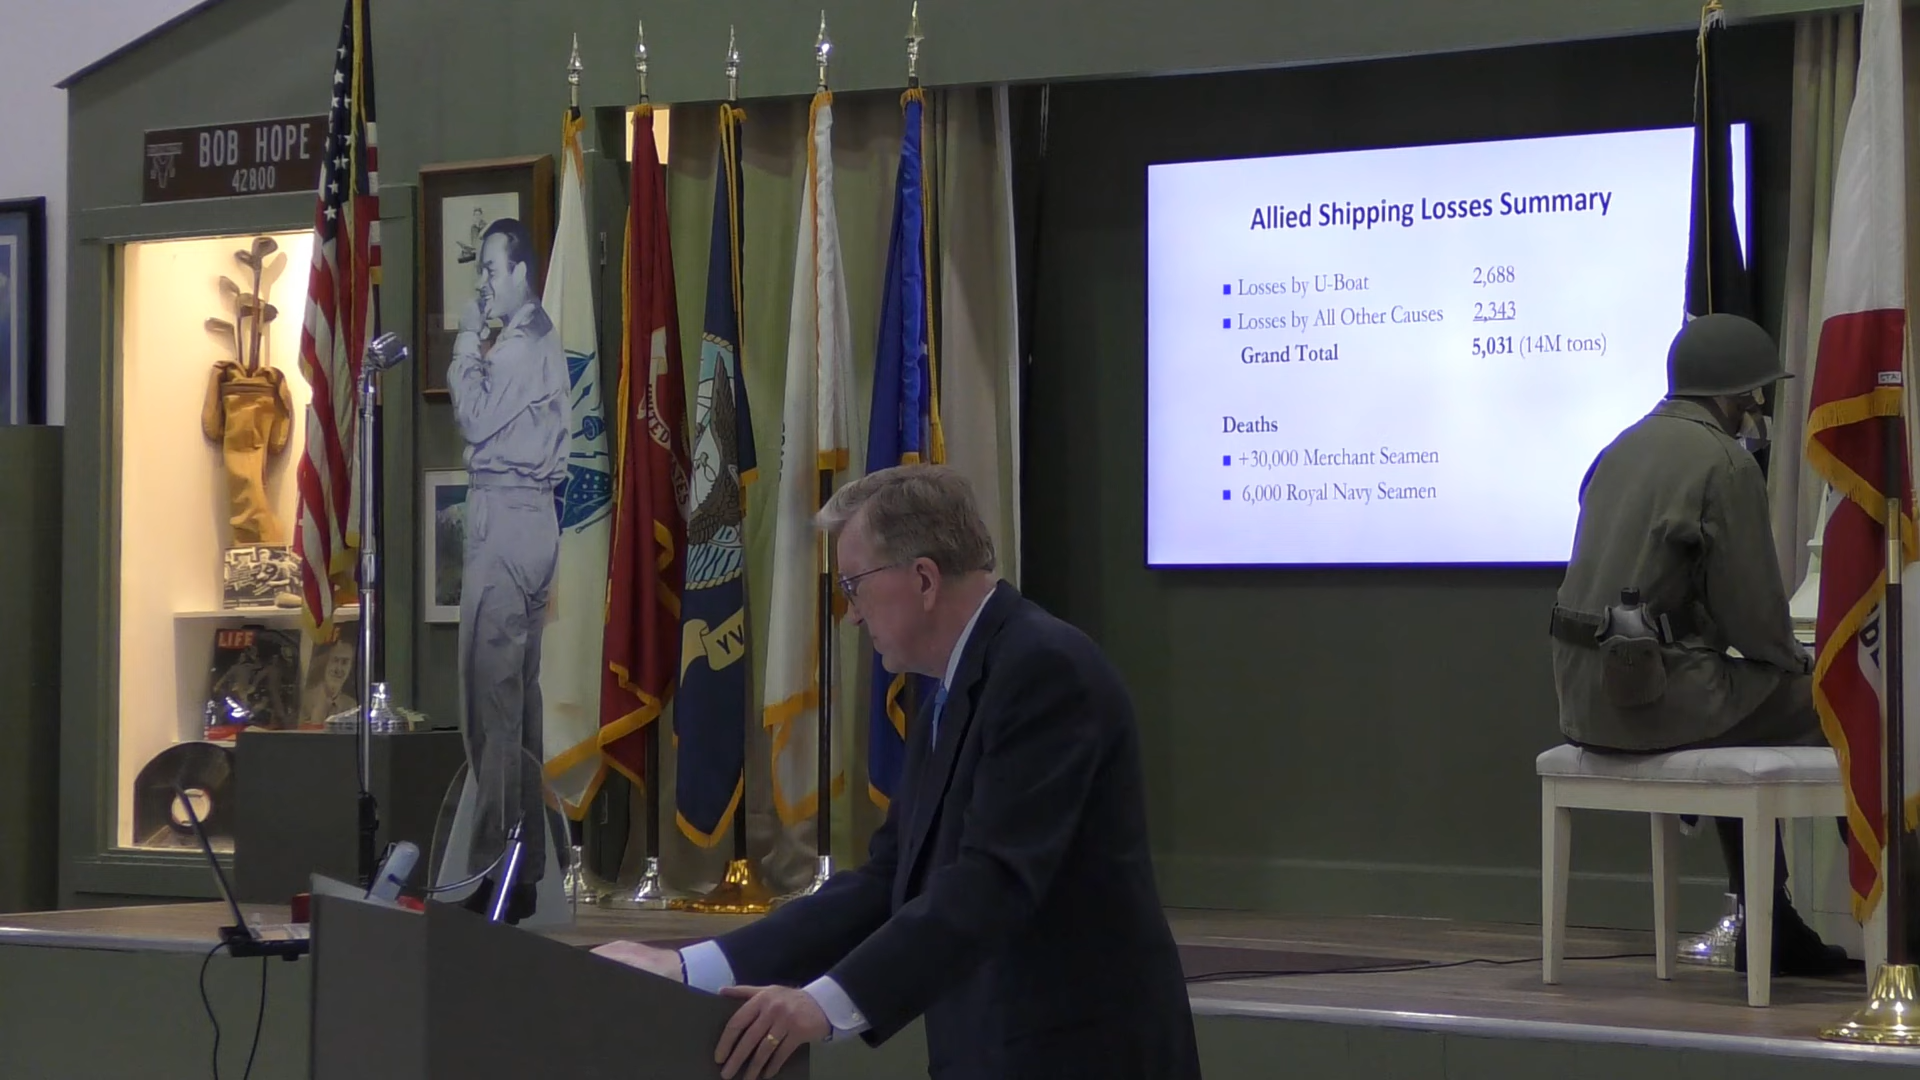 BOB HOPE
42800
LIFE
Allied Shipping Losses Summary
Losses by U-Boat 2,688
Losses by All Other Causes 2,343
Grand Total 5,031 (14M tons)
Deaths
+30,000 Merchant Seamen
6,000 Royal Navy Seamen